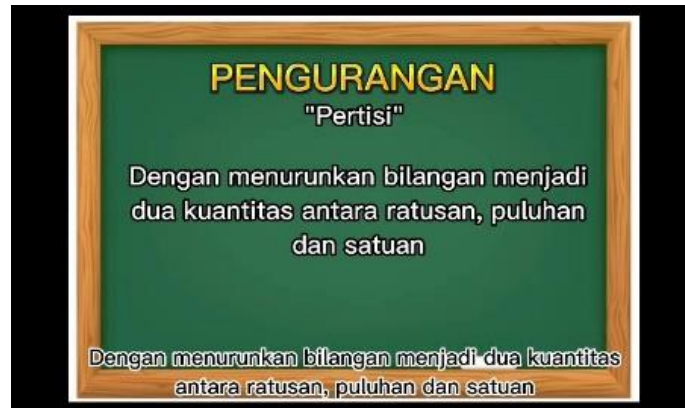 PENGURANGAN
"Pertisi"
Dengan menurunkan bilangan menjadi
dua kuantitas antara ratusan, puluhan
dan satuan
Dengan menurunkan bilangan menjadi dua kuantitas
antara ratusan, puluhan dan satuan